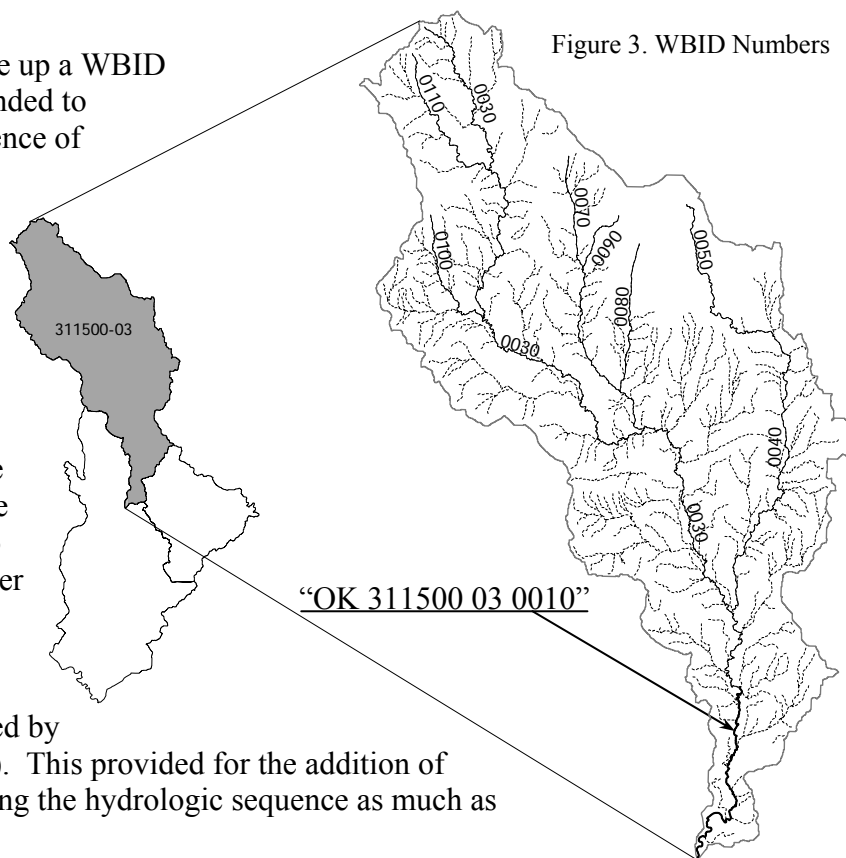 Figure 3. WBID Numbers
e up a WBID
nded to
ence of
0110
0030
0070
0090
0100
0050
0080
311500-03
0030
0040
0030
e
e
er
"OK 311500 03 0010"
ed by
). This provided for the addition of
ng the hydrologic sequence as much as